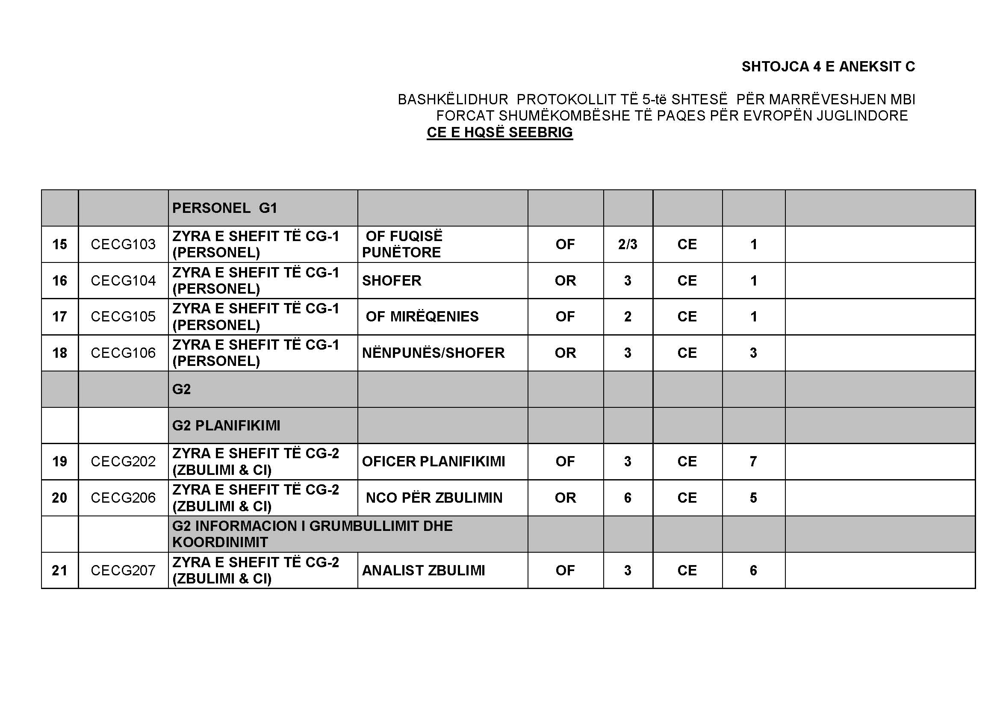 SHTOJCA 4 E ANEKSIT C
BASHKËLIDHUR PROTOKOLLIT TË 5-të SHTESË PËR MARRËVESHJEN MBI
FORCAT SHUMËKOMBËSHE TË PAQES PËR EVROPËN JUGLINDORE
CE E HQSË SEEBRIG
PERSONEL G1
15 CECG103 ZYRA E SHEFIT TË CG-1 (PERSONEL) OF FUQISË PUNËTORE OF 2/3 CE 1
16 CECG104 ZYRA E SHEFIT TË CG-1 (PERSONEL) SHOFER OR 3 CE 1
17 CECG105 ZYRA E SHEFIT TË CG-1 (PERSONEL) OF MIRËQENIES OF 2 CE 1
18 CECG106 ZYRA E SHEFIT TË CG-1 (PERSONEL) NËNPUNËS/SHOFER OR 3 CE 3
G2
G2 PLANIFIKIMI
19 CECG202 ZYRA E SHEFIT TË CG-2 (ZBULIMI & CI) OFICER PLANIFIKIMI OF 3 CE 7
20 CECG206 ZYRA E SHEFIT TË CG-2 (ZBULIMI & CI) NCO PËR ZBULIMIN OR 6 CE 5
G2 INFORMACION I GRUMBULLIMIT DHE
KOORDINIMIT
21 CECG207 ZYRA E SHEFIT TË CG-2 (ZBULIMI & CI) ANALIST ZBULIMI OF 3 CE 6